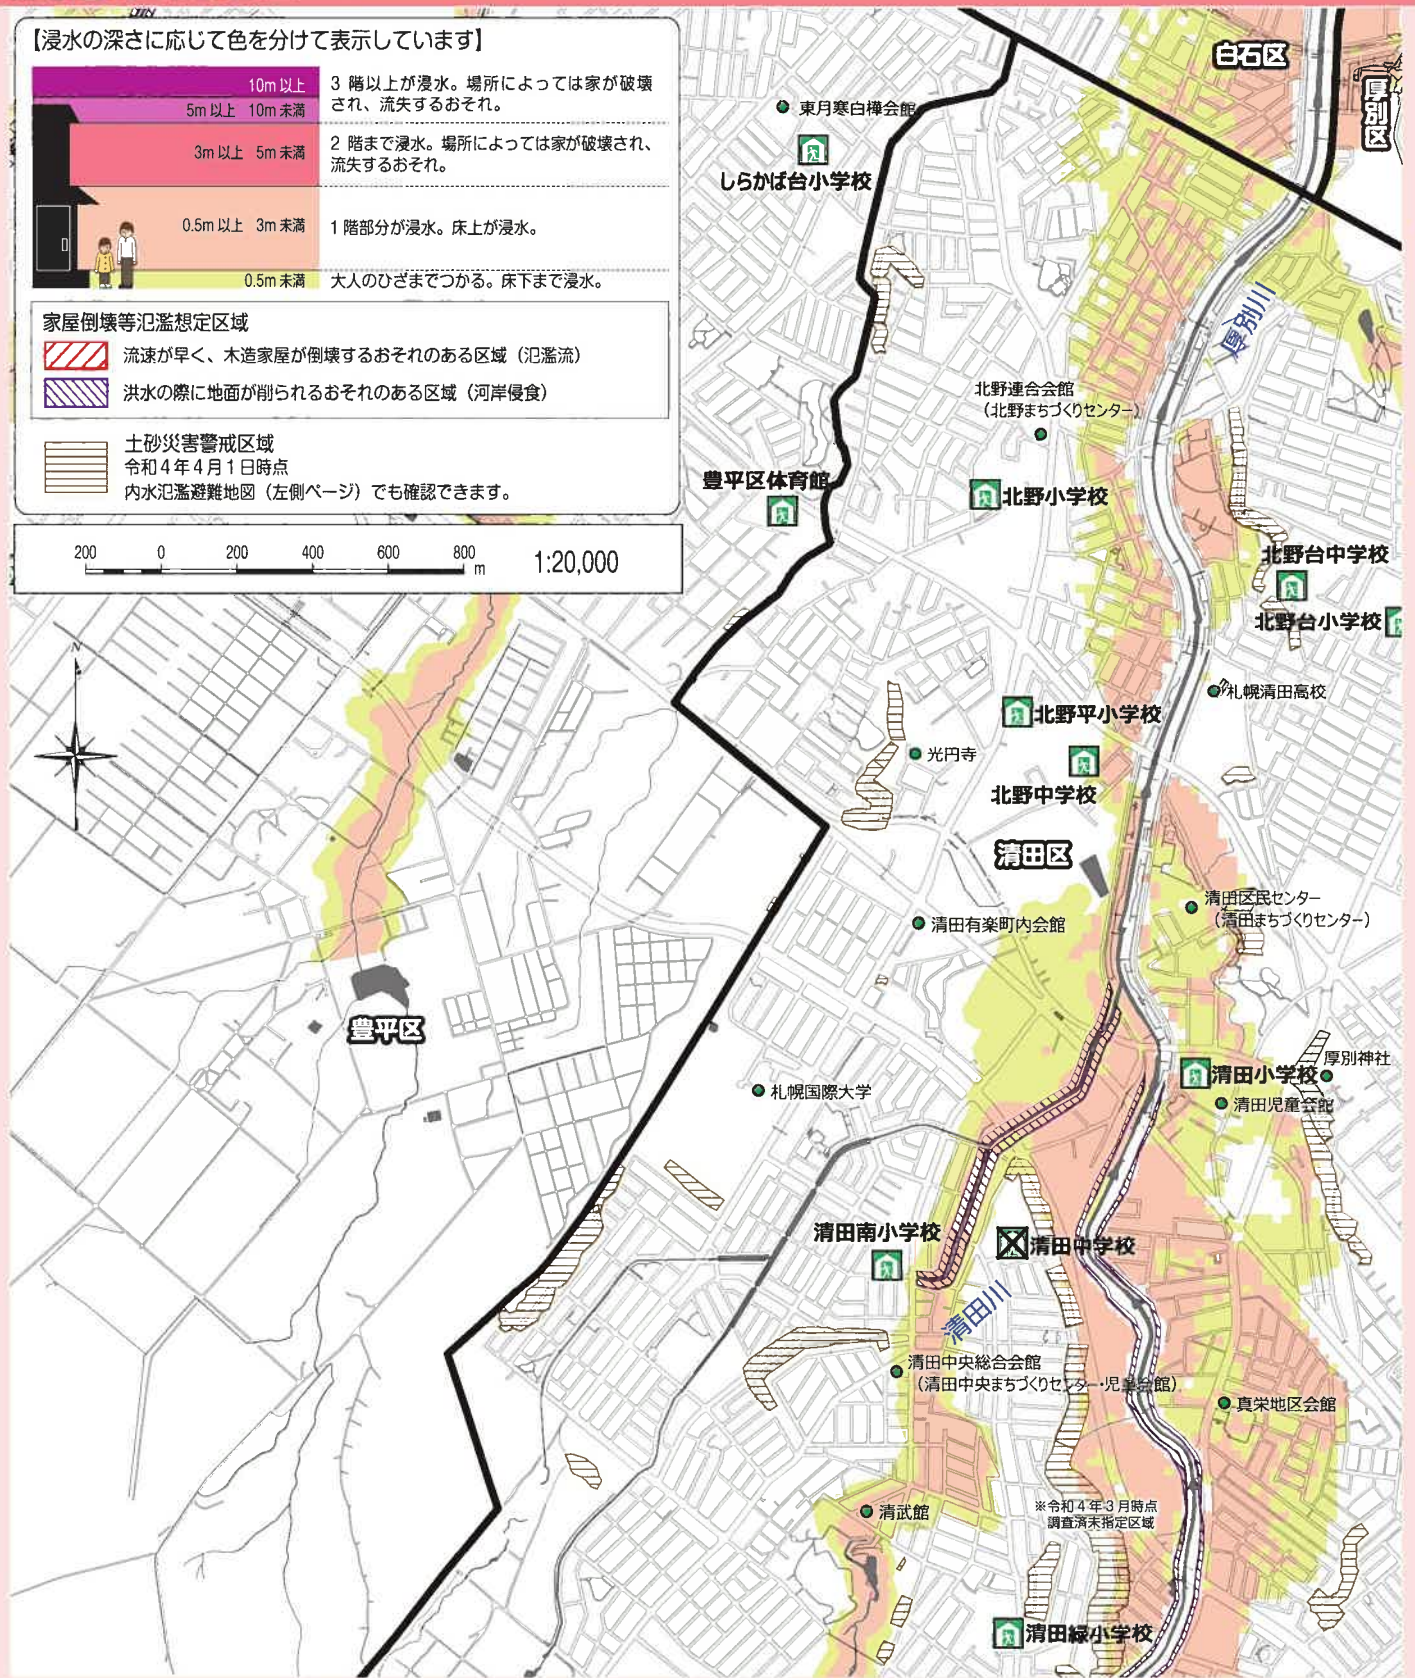 【浸水の深さに応じて色を分けて表示しています】
10m 以上
5m 以上 10m 未満
3 階以上が浸水。場所によっては家が破壊
され、流失するおそれ。
3m 以上 5m 未満
2 階まで浸水。場所によっては家が破壊され、
流失するおそれ。
0.5m 以上 3m 未満
1 階部分が浸水。床上が浸水。
0.5m 未満
大人のひざまでつかる。床下まで浸水。
家屋倒壊等氾濫想定区域
流速が早く、木造家屋が倒壊するおそれのある区域（氾濫流）
洪水の際に地面が削られるおそれのある区域（河岸侵食）
土砂災害警戒区域
令和４年４月１日時点
内水氾濫避難地図（左側ページ）でも確認できます。
200 0 200 400 600 800 m
1:20,000
N
白石区
厚別区
東月寒白樺会館
しらかば台小学校
厚別川
北野連合会館
（北野まちづくりセンター）
豊平区体育館
北野小学校
北野台中学校
北野台小学校
札幌清田高校
北野平小学校
光円寺
北野中学校
清田区
清田区民センター
（清田まちづくりセンター）
清田有楽町内会館
豊平区
厚別神社
清田小学校
清田児童会館
札幌国際大学
清田南小学校
清田中学校
清田川
清田中央総合会館
（清田中央まちづくりセンター・児童会館）
真栄地区会館
清武館
※令和４年３月時点
調査済未指定区域
清田緑小学校